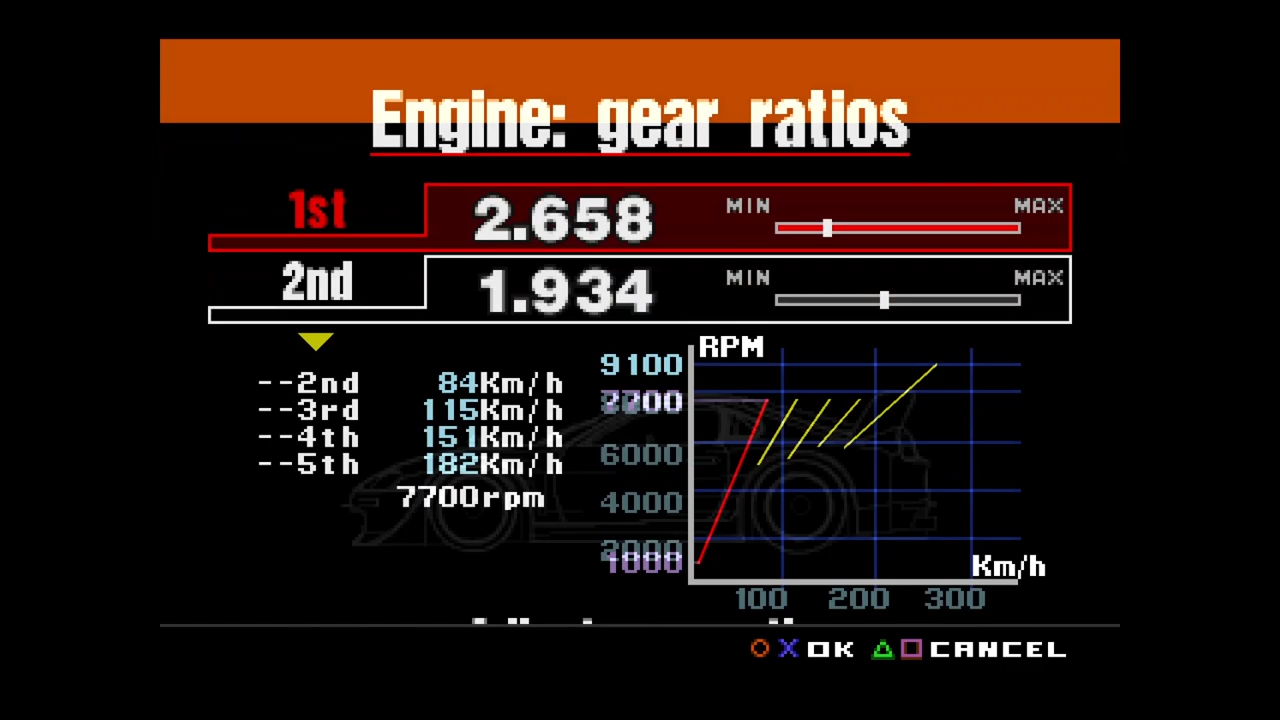 Engine: gear ratios
1st 2.658 MIN MAX
2nd 1.934 MIN MAX
RPM
9100
--2nd 84Km/h
7700
--3rd 115Km/h
--4th 151Km/h
6000
--5th 182Km/h
7700rpm
4000
2000
1000
Km/h
100 200 300
OK CANCEL